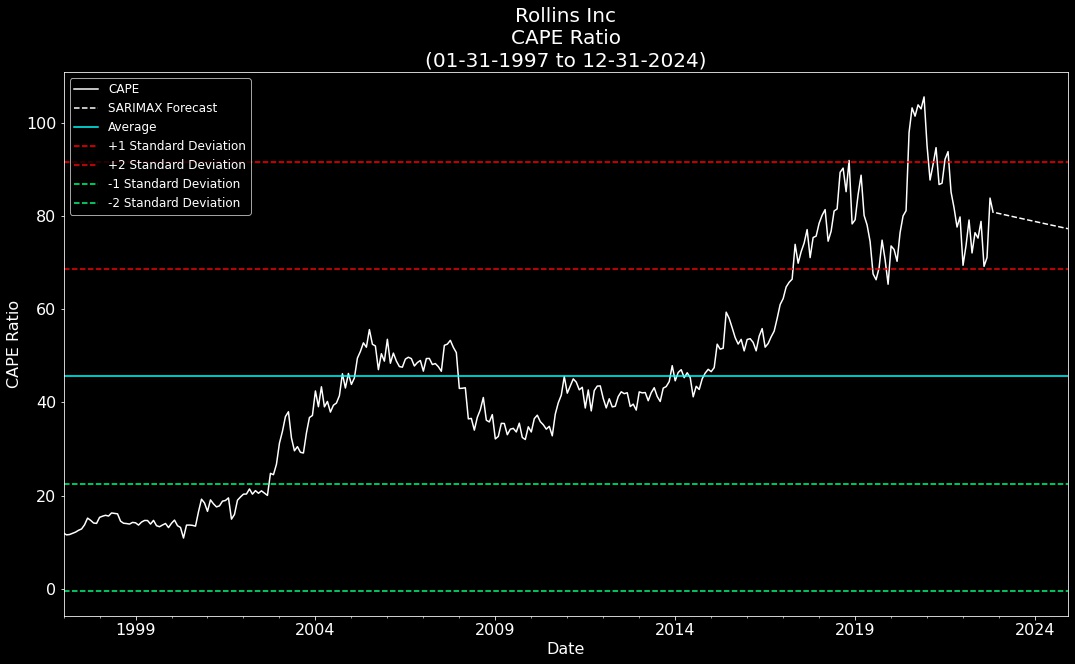 Rollins Inc
CAPE Ratio
(01-31-1997 to 12-31-2024)
CAPE
SARIMAX Forecast
Average
+1 Standard Deviation
+2 Standard Deviation
-1 Standard Deviation
-2 Standard Deviation
100
80
60
40
20
0
CAPE Ratio
1999 2004 2009 2014 2019 2024
Date